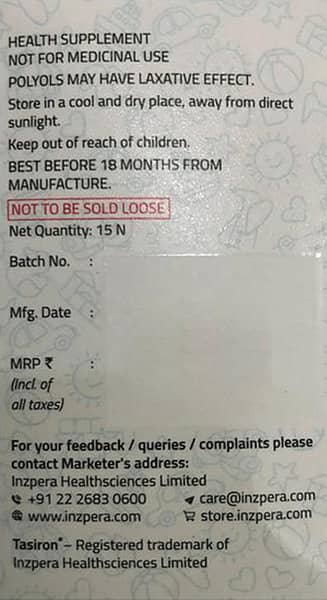 HEALTH SUPPLEMENT
NOT FOR MEDICINAL USE
POLYOLS MAY HAVE LAXATIVE EFFECT.
Store in a cool and dry place, away from direct
sunlight.
Keep out of reach of children.
BEST BEFORE 18 MONTHS FROM
MANUFACTURE.
NOT TO BE SOLD LOOSE
Net Quantity: 15 N
Batch No. :
Mfg. Date :
MRP ₹ :
(Incl. of
all taxes)
For your feedback / queries / complaints please
contact Marketer's address:
Inzpera Healthsciences Limited
+91 22 2683 0600 care@inzpera.com
www.inzpera.com store.inzpera.com
Tasiron® – Registered trademark of
Inzpera Healthsciences Limited